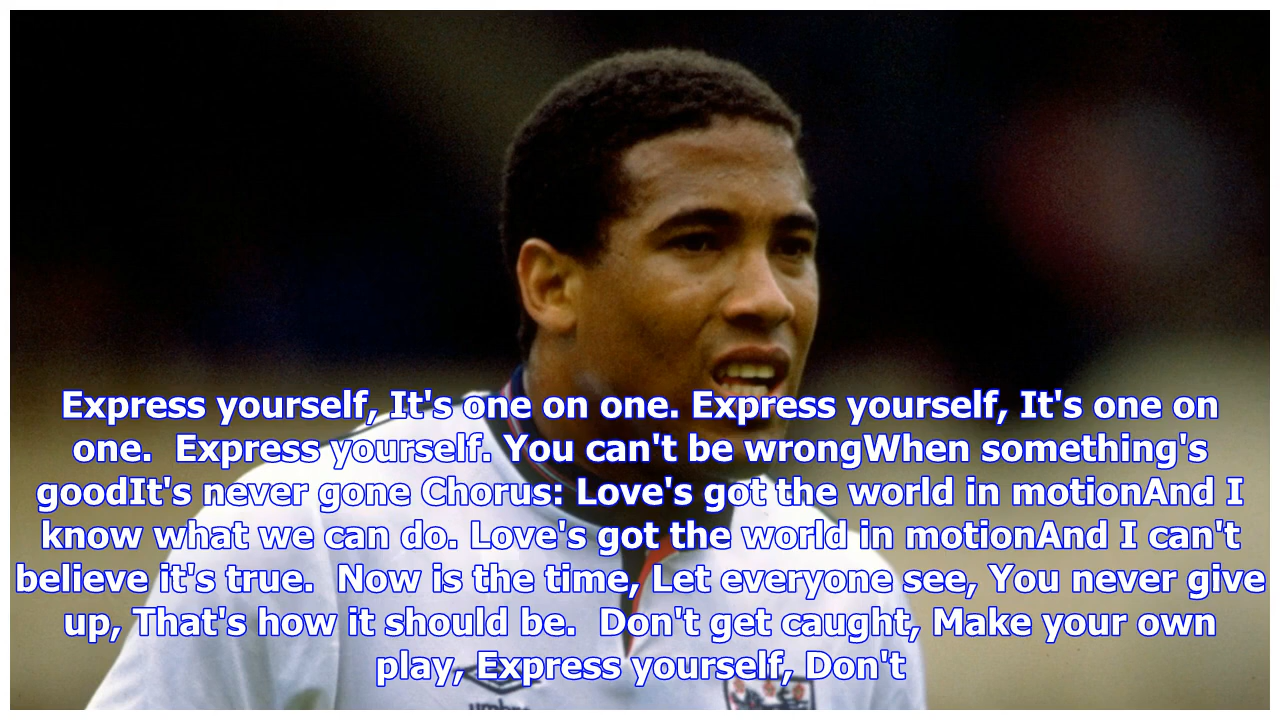 Express yourself, It's one on one. Express yourself, It's one on
one.  Express yourself. You can't be wrongWhen something's
goodIt's never gone Chorus: Love's got the world in motionAnd I
know what we can do. Love's got the world in motionAnd I can't
believe it's true.  Now is the time, Let everyone see, You never give
up, That's how it should be.  Don't get caught, Make your own
play, Express yourself, Don't
umbro